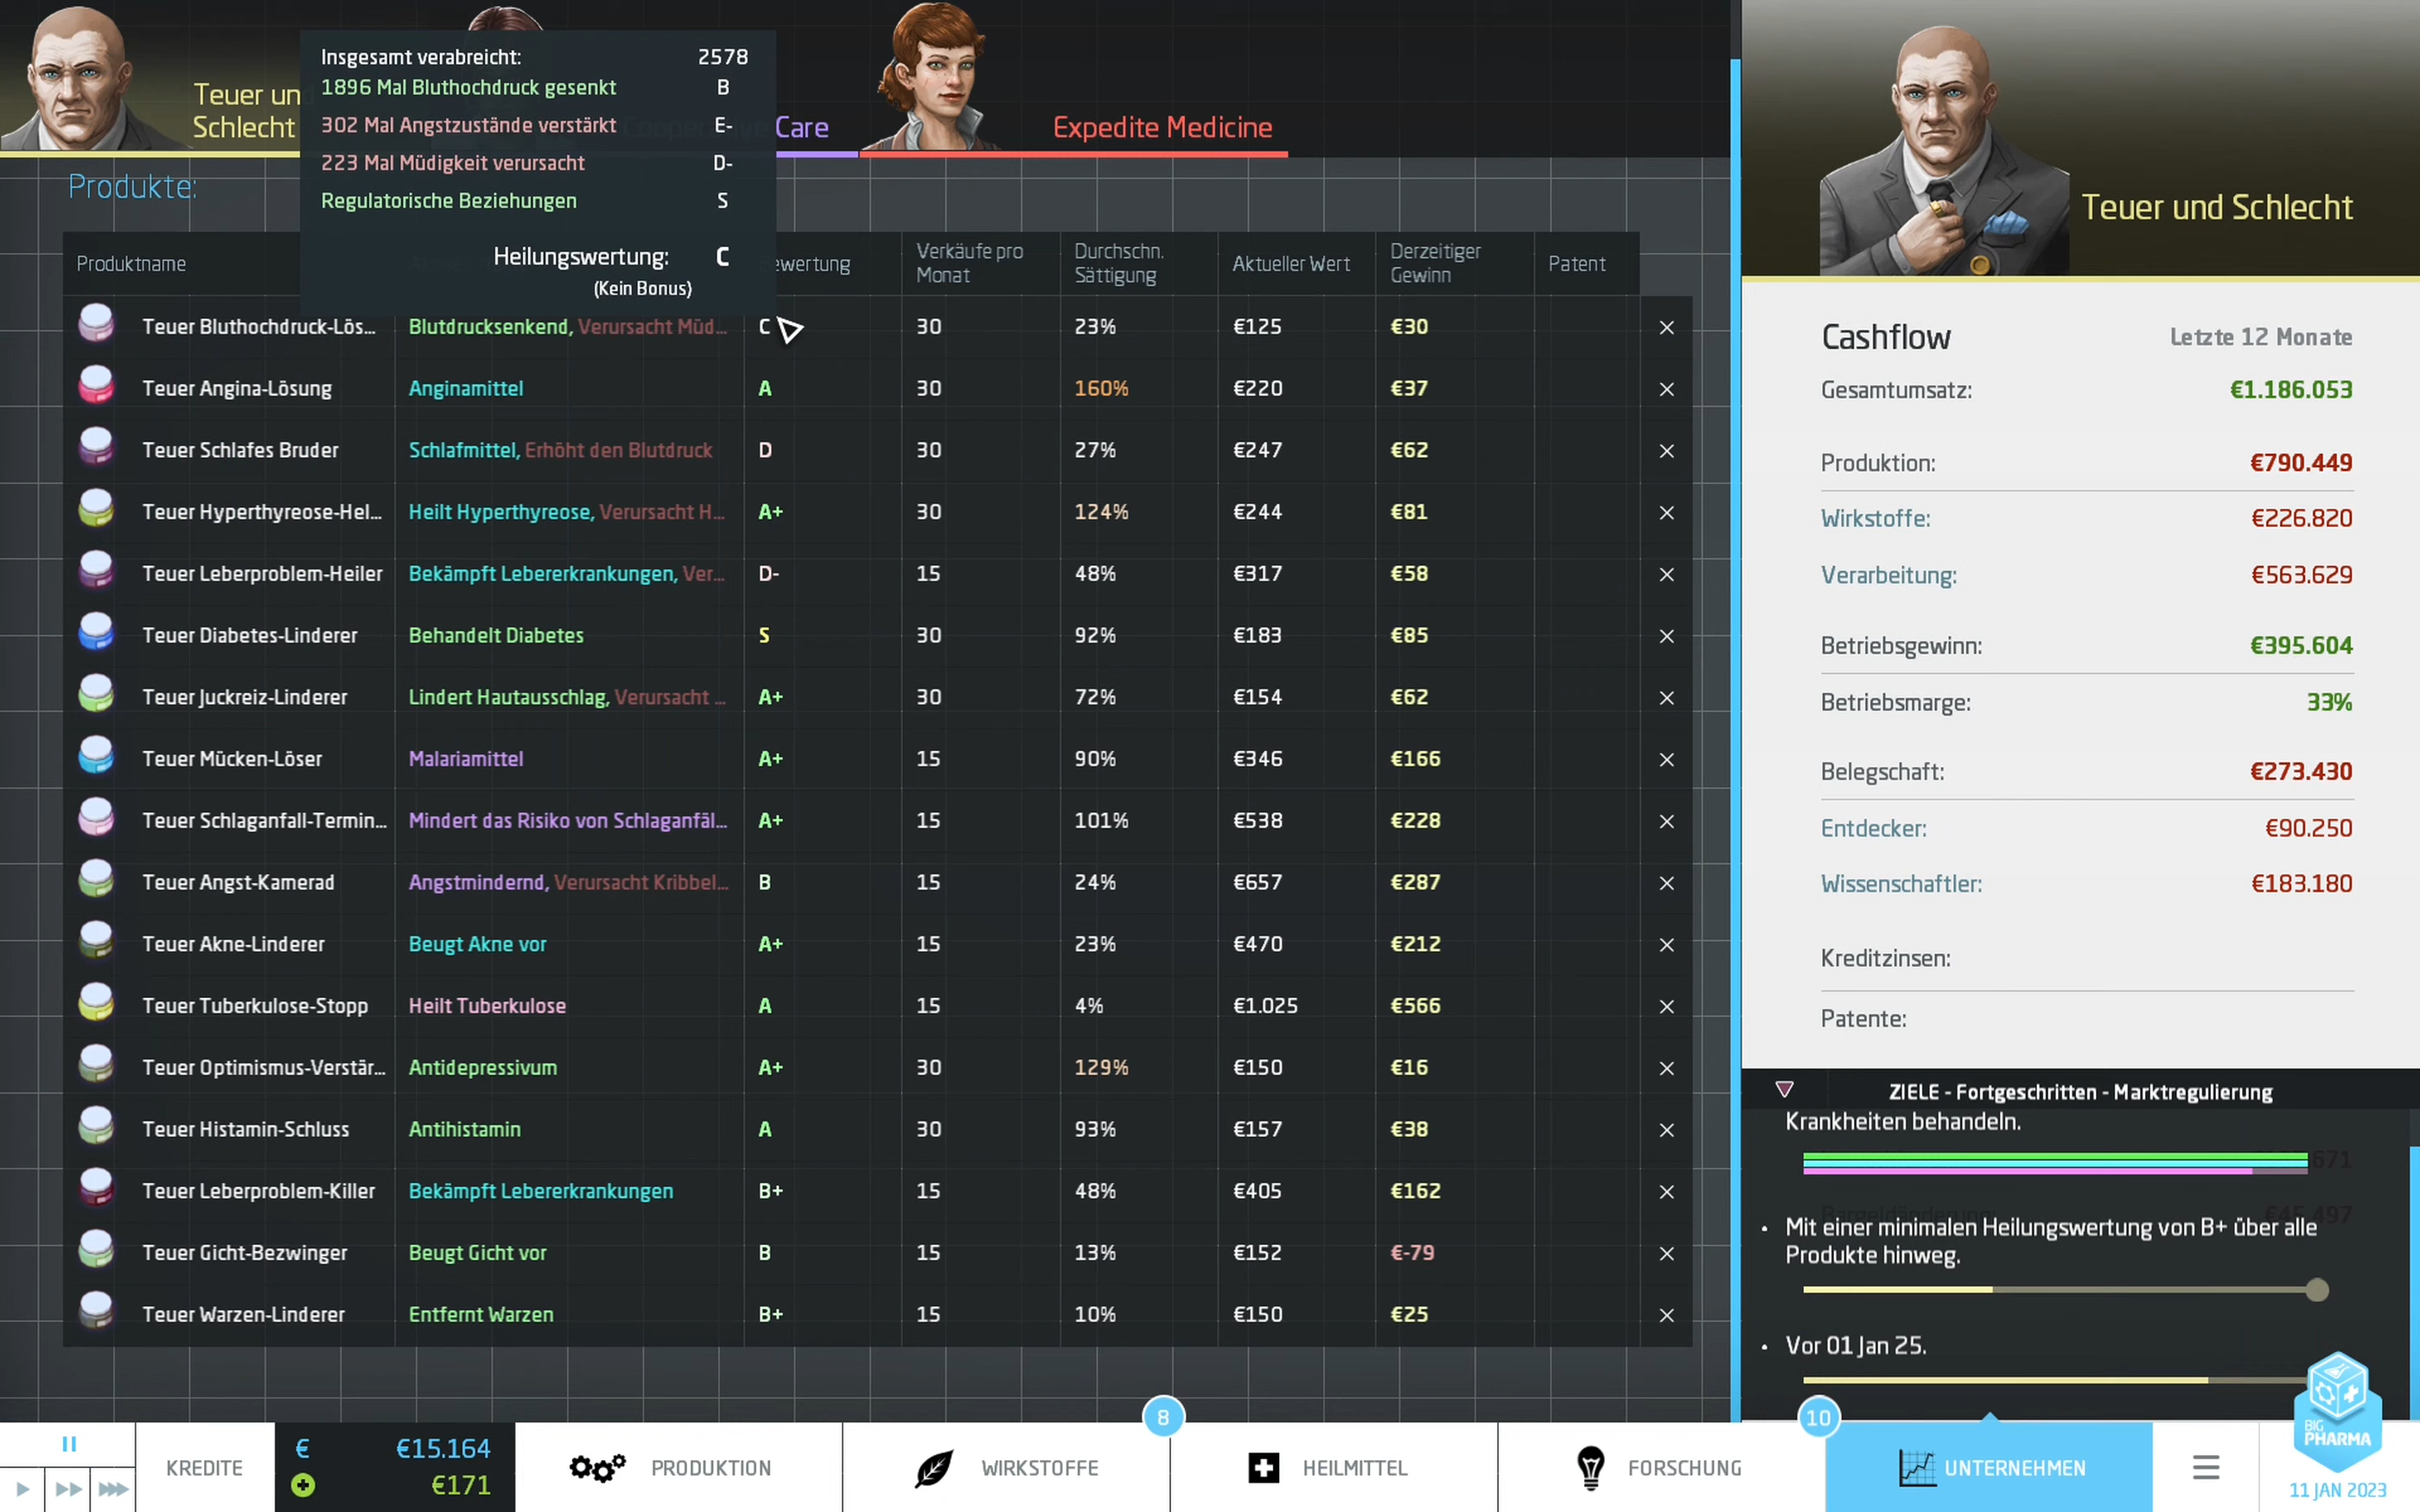 Teuer un
Schlecht
Insgesamt verabreicht: 2578
1896 Mal Bluthochdruck gesenkt B
302 Mal Angstzustände verstärkt E-
223 Mal Müdigkeit verursacht D-
Regulatorische Beziehungen S
Heilungswertung: C
(Kein Bonus)
Cooperative Care
Expedite Medicine
Teuer und Schlecht
Produkte:
Produktname ewertung Verkäufe pro Monat Durchschn. Sättigung Aktueller Wert Derzeitiger Gewinn Patent
Teuer Bluthochdruck-Lös... Blutdrucksenkend, Verursacht Müd... C 30 23% €125 €30
Teuer Angina-Lösung Anginamittel A 30 160% €220 €37
Teuer Schlafes Bruder Schlafmittel, Erhöht den Blutdruck D 30 27% €247 €62
Teuer Hyperthyreose-Hel... Heilt Hyperthyreose, Verursacht H... A+ 30 124% €244 €81
Teuer Leberproblem-Heiler Bekämpft Lebererkrankungen, Ver... D- 15 48% €317 €58
Teuer Diabetes-Linderer Behandelt Diabetes S 30 92% €183 €85
Teuer Juckreiz-Linderer Lindert Hautausschlag, Verursacht ... A+ 30 72% €154 €62
Teuer Mücken-Löser Malariamittel A+ 15 90% €346 €166
Teuer Schlaganfall-Termin... Mindert das Risiko von Schlaganfäl... A+ 15 101% €538 €228
Teuer Angst-Kamerad Angstmindernd, Verursacht Kribbel... B 15 24% €657 €287
Teuer Akne-Linderer Beugt Akne vor A+ 15 23% €470 €212
Teuer Tuberkulose-Stopp Heilt Tuberkulose A 15 4% €1.025 €566
Teuer Optimismus-Verstär... Antidepressivum A+ 30 129% €150 €16
Teuer Histamin-Schluss Antihistamin A 30 93% €157 €38
Teuer Leberproblem-Killer Bekämpft Lebererkrankungen B+ 15 48% €405 €162
Teuer Gicht-Bezwinger Beugt Gicht vor B 15 13% €152 €-79
Teuer Warzen-Linderer Entfernt Warzen B+ 15 10% €150 €25
Cashflow Letzte 12 Monate
Gesamtumsatz: €1.186.053
Produktion: €790.449
Wirkstoffe: €226.820
Verarbeitung: €563.629
Betriebsgewinn: €395.604
Betriebsmarge: 33%
Belegschaft: €273.430
Entdecker: €90.250
Wissenschaftler: €183.180
Kreditzinsen:
Patente:
ZIELE - Fortgeschritten - Marktregulierung
Krankheiten behandeln.
671
• Mit einer minimalen Heilungswertung von B+ über alle
Produkte hinweg.
• Vor 01 Jan 25.
KREDITE
€ €15.164
€171
PRODUKTION
WIRKSTOFFE
8
HEILMITTEL
FORSCHUNG
10
UNTERNEHMEN
BIG
PHARMA
11 JAN 2023